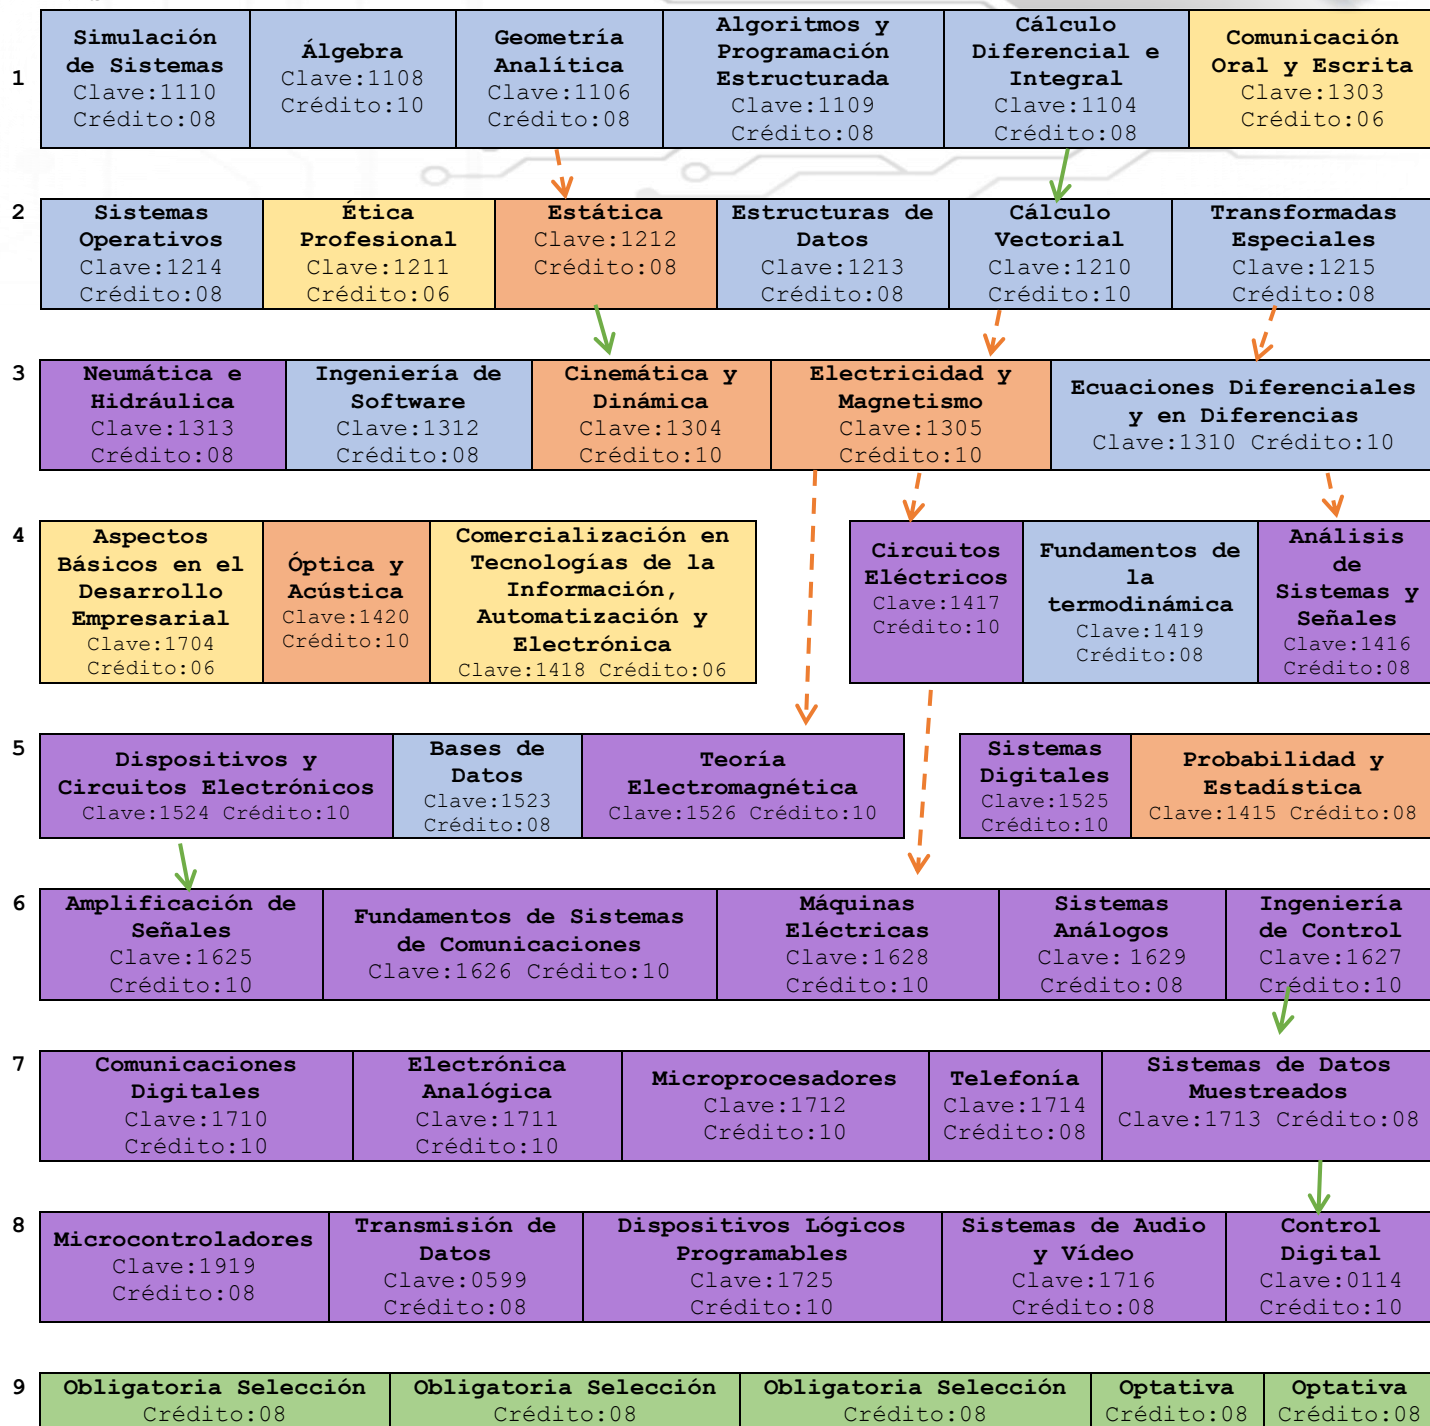 1
Simulación
de Sistemas
Clave:1110
Crédito:08
Álgebra
Clave:1108
Crédito:10
Geometría
Analítica
Clave:1106
Crédito:08
Algoritmos y
Programación
Estructurada
Clave:1109
Crédito:08
Cálculo
Diferencial e
Integral
Clave:1104
Crédito:08
Comunicación
Oral y Escrita
Clave:1303
Crédito:06
2
Sistemas
Operativos
Clave:1214
Crédito:08
Ética
Profesional
Clave:1211
Crédito:06
Estática
Clave:1212
Crédito:08
Estructuras de
Datos
Clave:1213
Crédito:08
Cálculo
Vectorial
Clave:1210
Crédito:10
Transformadas
Especiales
Clave:1215
Crédito:08
3
Neumática e
Hidráulica
Clave:1313
Crédito:08
Ingeniería de
Software
Clave:1312
Crédito:08
Cinemática y
Dinámica
Clave:1304
Crédito:10
Electricidad y
Magnetismo
Clave:1305
Crédito:10
Ecuaciones Diferenciales
y en Diferencias
Clave:1310 Crédito:10
4
Aspectos
Básicos en el
Desarrollo
Empresarial
Clave:1704
Crédito:06
Óptica y
Acústica
Clave:1420
Crédito:10
Comercialización en
Tecnologías de la
Información,
Automatización y
Electrónica
Clave:1418 Crédito:06
Circuitos
Eléctricos
Clave:1417
Crédito:10
Fundamentos de
la
termodinámica
Clave:1419
Crédito:08
Análisis
de
Sistemas y
Señales
Clave:1416
Crédito:08
5
Dispositivos y
Circuitos Electrónicos
Clave:1524 Crédito:10
Bases de
Datos
Clave:1523
Crédito:08
Teoría
Electromagnética
Clave:1526 Crédito:10
Sistemas
Digitales
Clave:1525
Crédito:10
Probabilidad y
Estadística
Clave:1415 Crédito:08
6
Amplificación de
Señales
Clave:1625
Crédito:10
Fundamentos de Sistemas
de Comunicaciones
Clave:1626 Crédito:10
Máquinas
Eléctricas
Clave:1628
Crédito:10
Sistemas
Análogos
Clave: 1629
Crédito:08
Ingeniería
de Control
Clave:1627
Crédito:10
7
Comunicaciones
Digitales
Clave:1710
Crédito:10
Electrónica
Analógica
Clave:1711
Crédito:10
Microprocesadores
Clave:1712
Crédito:10
Telefonía
Clave:1714
Crédito:08
Sistemas de Datos
Muestreados
Clave:1713 Crédito:08
8
Microcontroladores
Clave:1919
Crédito:08
Transmisión de
Datos
Clave:0599
Crédito:08
Dispositivos Lógicos
Programables
Clave:1725
Crédito:10
Sistemas de Audio
y Vídeo
Clave:1716
Crédito:08
Control
Digital
Clave:0114
Crédito:10
9
Obligatoria Selección
Crédito:08
Obligatoria Selección
Crédito:08
Obligatoria Selección
Crédito:08
Optativa
Crédito:08
Optativa
Crédito:08